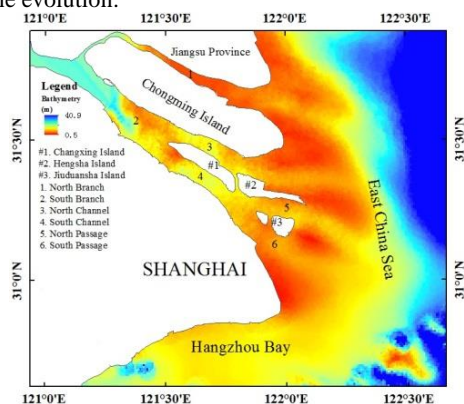 he evolution.
121°0'E 121°30'E 122°0'E 122°30'E
Jiangsu Province
Legend
Bathymetry
(m)
40.9
0.5
#1. Changxing Island
#2. Hengsha Island
#3. Jiuduansha Island
1. North Branch
2. South Branch
3. North Channel
4. South Channel
5. North Passage
6. South Passage
1
Chongming Island
2
3
#1
4
#2
5
#3
6
East China Sea
SHANGHAI
Hangzhou Bay
31°30'N
31°0'N
31°30'N
31°0'N
121°0'E 121°30'E 122°0'E 122°30'E